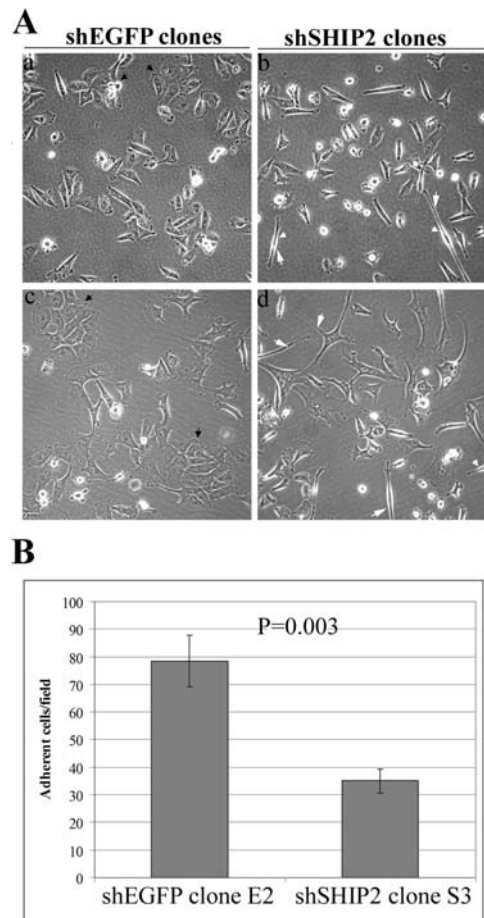 A
shEGFP clones
shSHIP2 clones
a
b
c
d
B
100
90
80
70
60
50
40
30
20
10
0
Adherent cells/field
P=0.003
shEGFP clone E2
shSHIP2 clone S3